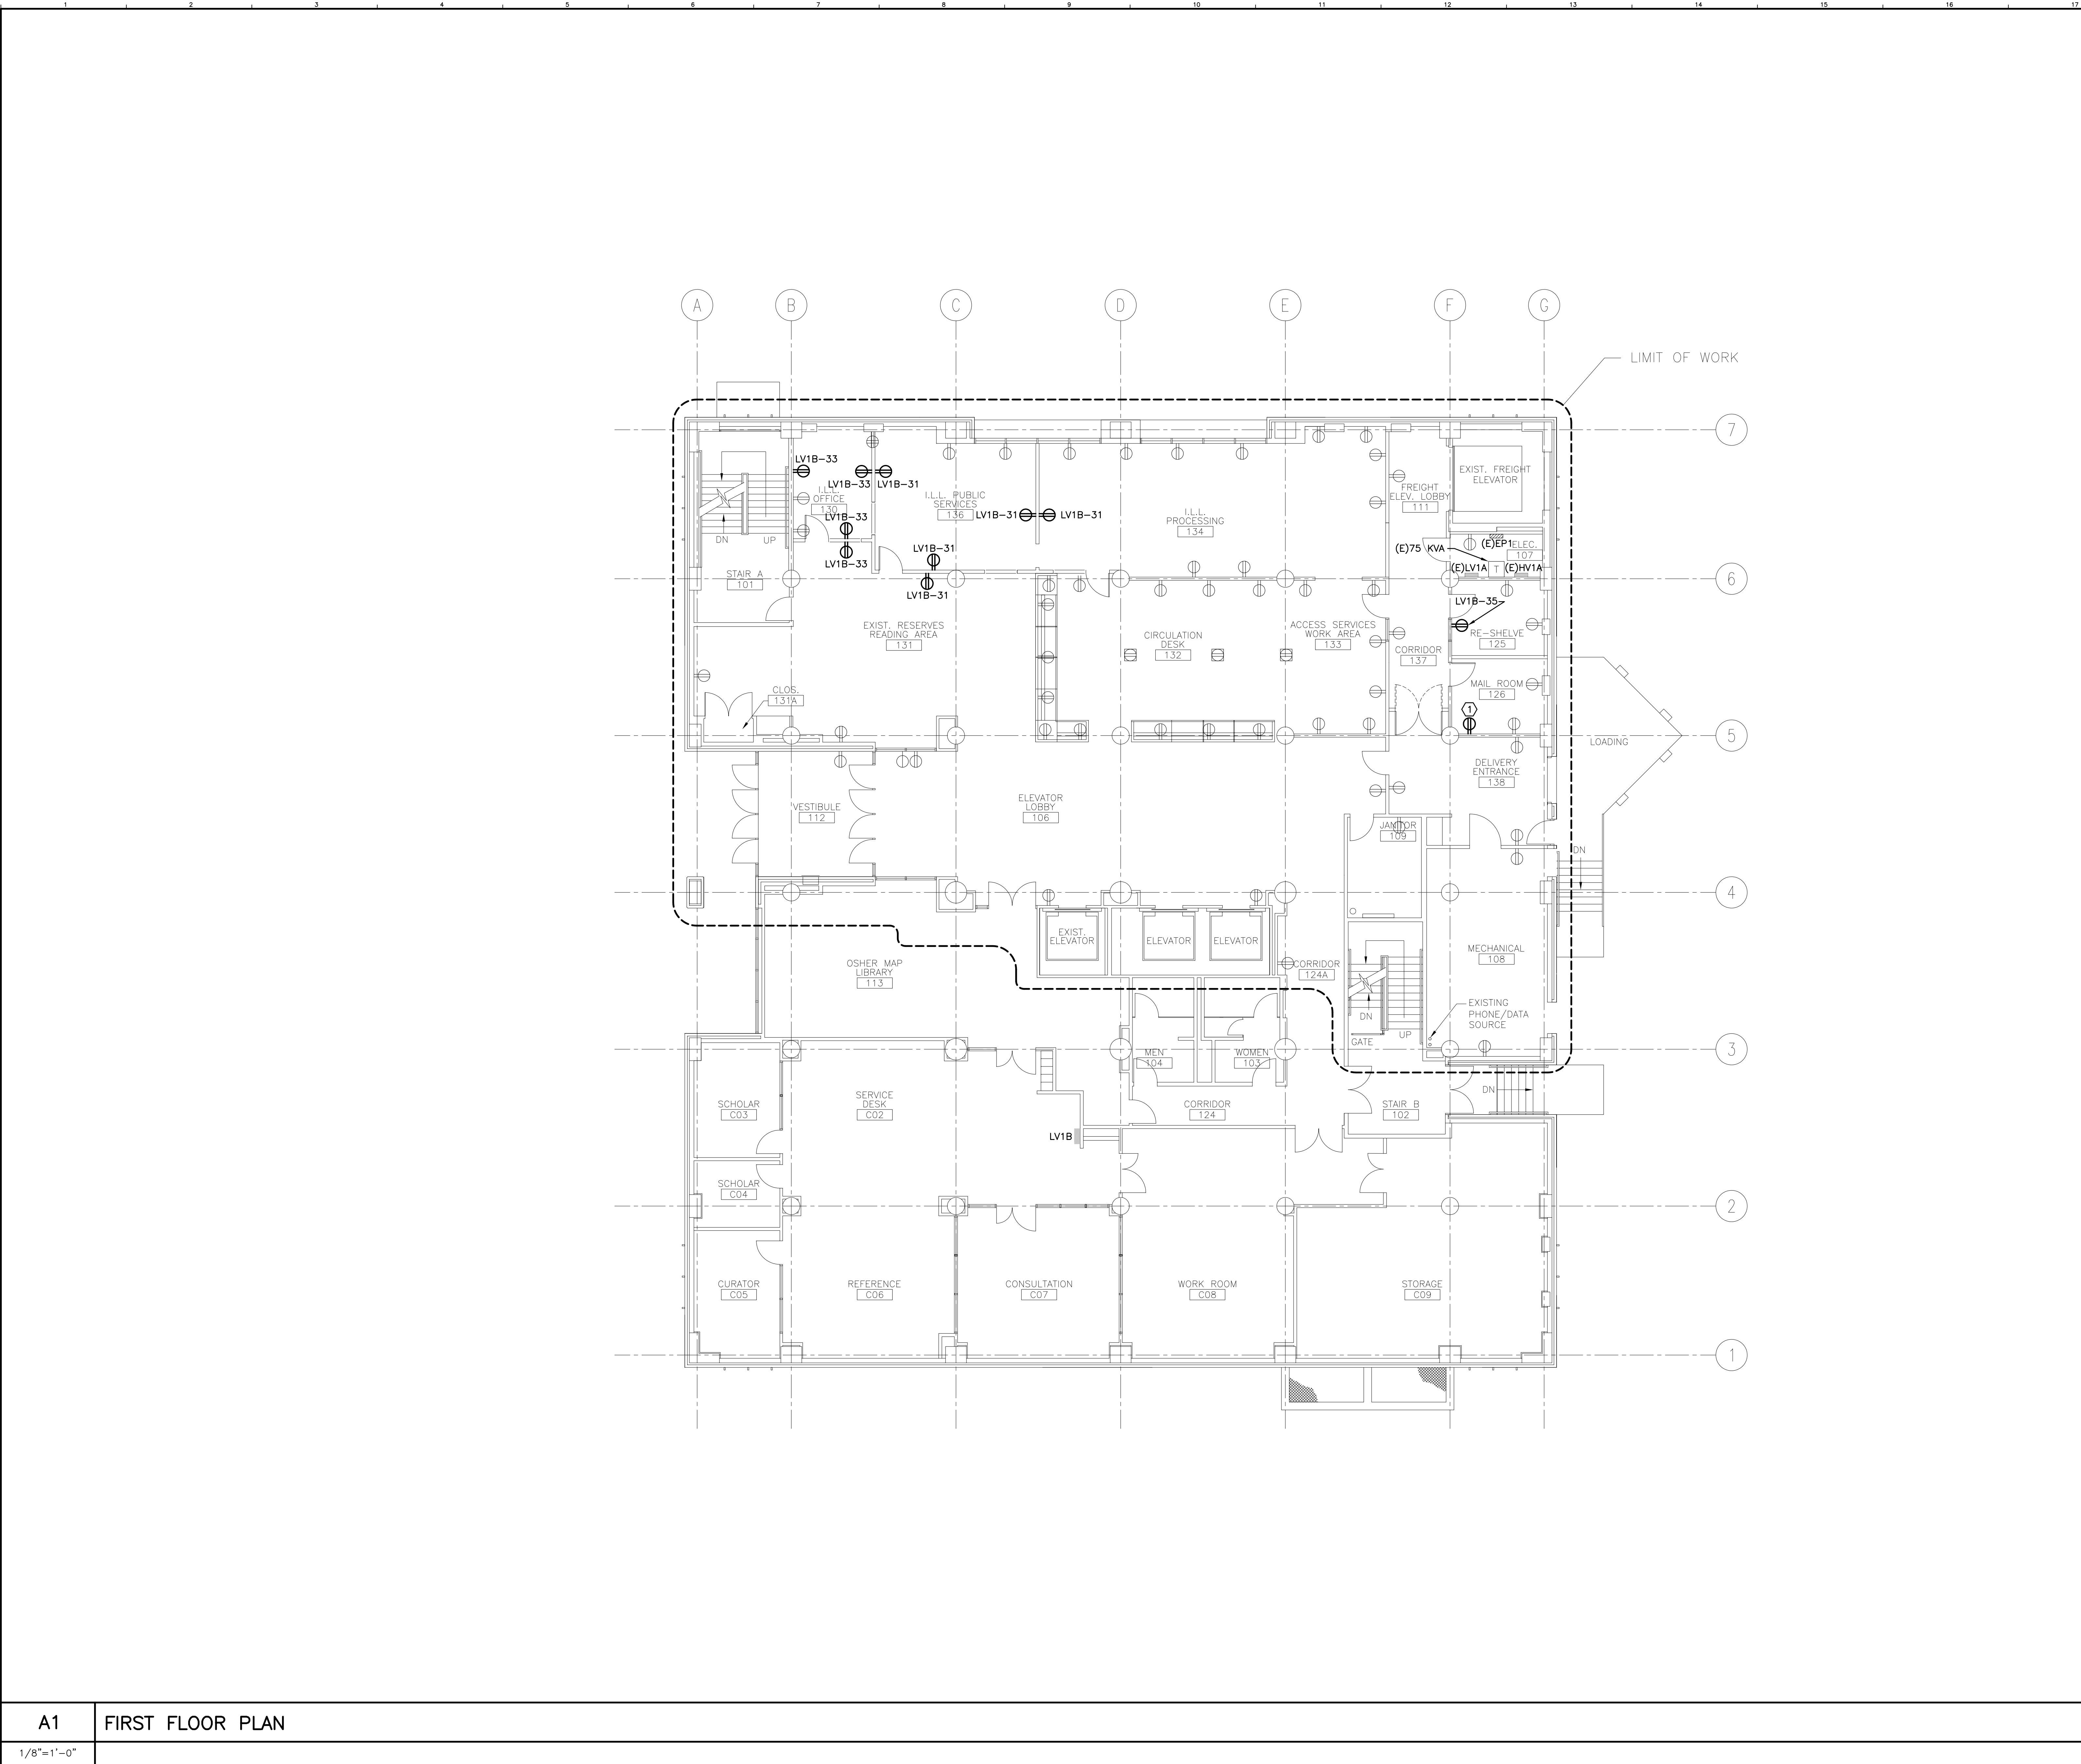 1 2 3 4 5 6 7 8 9 10 11 12 13 14 15 16 17
A B C D E F G
LIMIT OF WORK
7
LV1B-33
LV1B-33 LV1B-31
I.L.L.
OFFICE
130
LV1B-33
LV1B-33
I.L.L. PUBLIC
SERVICES
136
LV1B-31 LV1B-31
I.L.L.
PROCESSING
134
EXIST. FREIGHT
ELEVATOR
FREIGHT
ELEV. LOBBY
111
DN UP
LV1B-31
LV1B-31
(E)EP1
ELEC.
107
(E)75 KVA
(E)LV1A T (E)HV1A
6
STAIR A
101
LV1B-35
EXIST. RESERVES
READING AREA
131
CIRCULATION
DESK
132
ACCESS SERVICES
WORK AREA
133
RE-SHELVE
125
CORRIDOR
137
MAIL ROOM
126
CLOS.
131A
1
5
LOADING
DELIVERY
ENTRANCE
138
ELEVATOR
LOBBY
106
VESTIBULE
112
JANITOR
109
DN
4
EXIST.
ELEVATOR
ELEVATOR
ELEVATOR
MECHANICAL
108
OSHER MAP
LIBRARY
113
CORRIDOR
124A
EXISTING
PHONE/DATA
SOURCE
DN
UP
GATE
3
MEN
104
WOMEN
103
DN
SCHOLAR
C03
SERVICE
DESK
C02
CORRIDOR
124
STAIR B
102
LV1B
SCHOLAR
C04
2
CURATOR
C05
REFERENCE
C06
CONSULTATION
C07
WORK ROOM
C08
STORAGE
C09
1
A1 FIRST FLOOR PLAN
1/8"=1'-0"